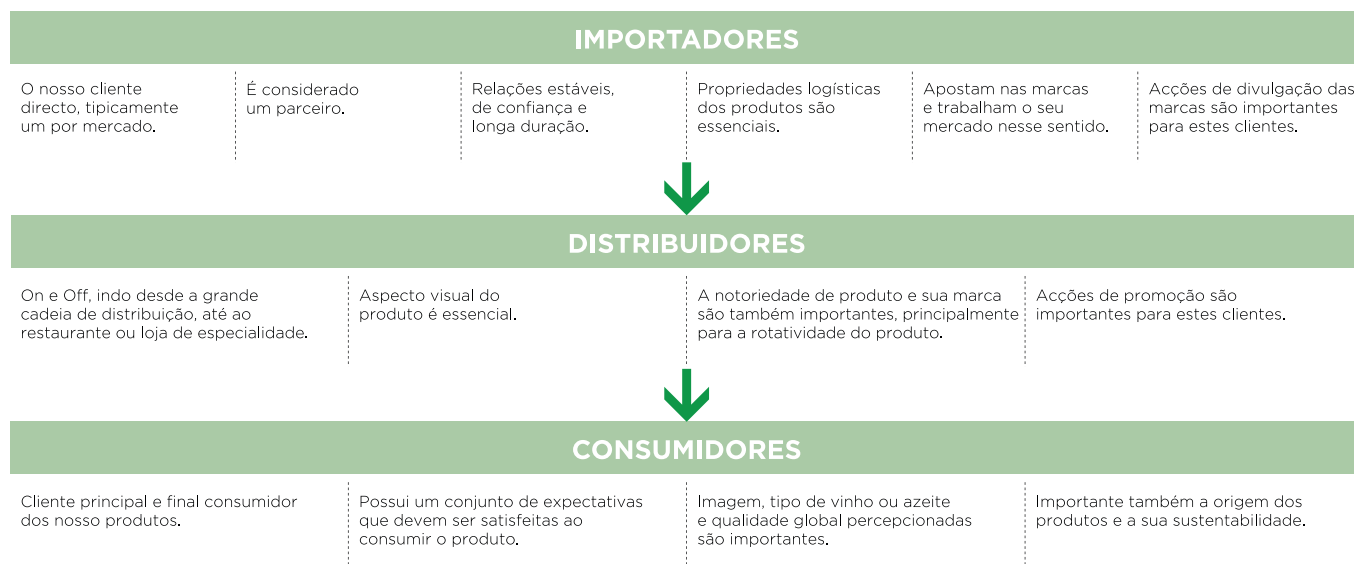 IMPORTADORES
O nosso cliente
directo, tipicamente
um por mercado.
É considerado
um parceiro.
Relações estáveis,
de confiança e
longa duração.
Propriedades logísticas
dos produtos são
essenciais.
Apostam nas marcas
e trabalham o seu
mercado nesse sentido.
Acções de divulgação das
marcas são importantes
para estes clientes.
DISTRIBUIDORES
On e Off, indo desde a grande
cadeia de distribuição, até ao
restaurante ou loja de especialidade.
Aspecto visual do
produto é essencial.
A notoriedade de produto e sua marca
são também importantes, principalmente
para a rotatividade do produto.
Acções de promoção são
importantes para estes clientes.
CONSUMIDORES
Cliente principal e final consumidor
dos nosso produtos.
Possui um conjunto de expectativas
que devem ser satisfeitas ao
consumir o produto.
Imagem, tipo de vinho ou azeite
e qualidade global percepcionadas
são importantes.
Importante também a origem dos
produtos e a sua sustentabilidade.